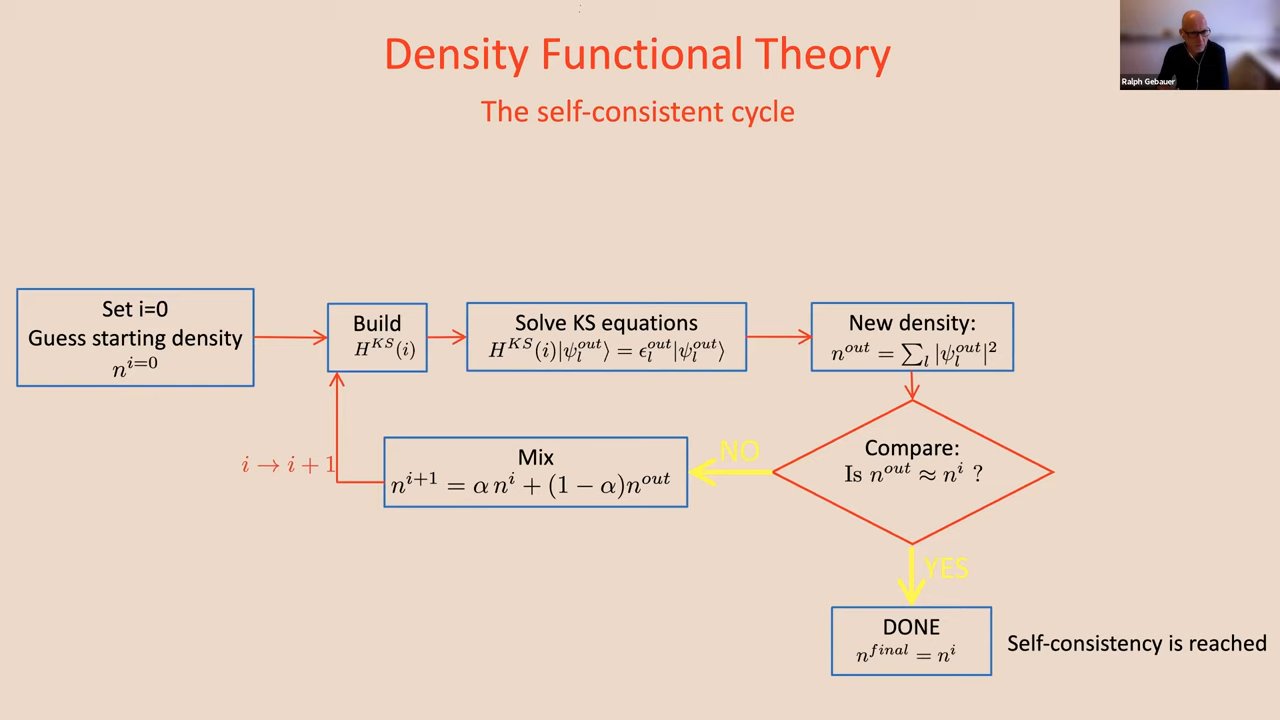 Density Functional Theory
Ralph Gebauer
The self-consistent cycle
Set i=0
Guess starting density
n^{i=0}
Build
H^{KS}(i)
Solve KS equations
H^{KS}(i)|ψ_l^{out}⟩ = ϵ_l^{out}|ψ_l^{out}⟩
New density:
n^{out} = ∑_l |ψ_l^{out}|^2
Compare:
Is n^{out} ≈ n^i ?
NO
Mix
n^{i+1} = α n^i + (1 − α)n^{out}
i → i + 1
YES
DONE
n^{final} = n^i
Self-consistency is reached